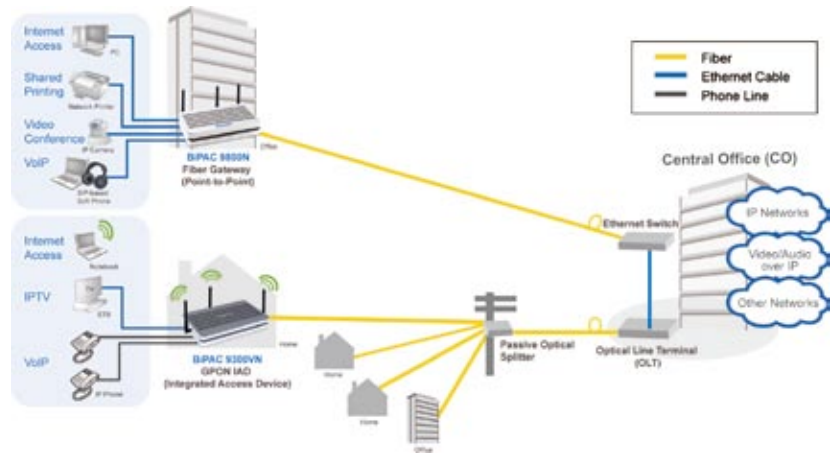 Internet
Access
PC
Shared
Printing
Network Printer
Video
Conference
IP Camera
VoIP
SIP-based
Soft Phone
Office
BiPAC 9800N
Fiber Gateway
(Point-to-Point)
Fiber
Ethernet Cable
Phone Line
Central Office (CO)
IP Networks
Video/Audio
over IP
Other Networks
Ethernet Switch
Optical Line Terminal
(OLT)
Passive Optical
Splitter
Internet
Access
Notebook
IPTV
TV
STB
VoIP
IP Phone
Home
BiPAC 9300VN
GPON IAD
(Integrated Access Device)
Home
Home
Office